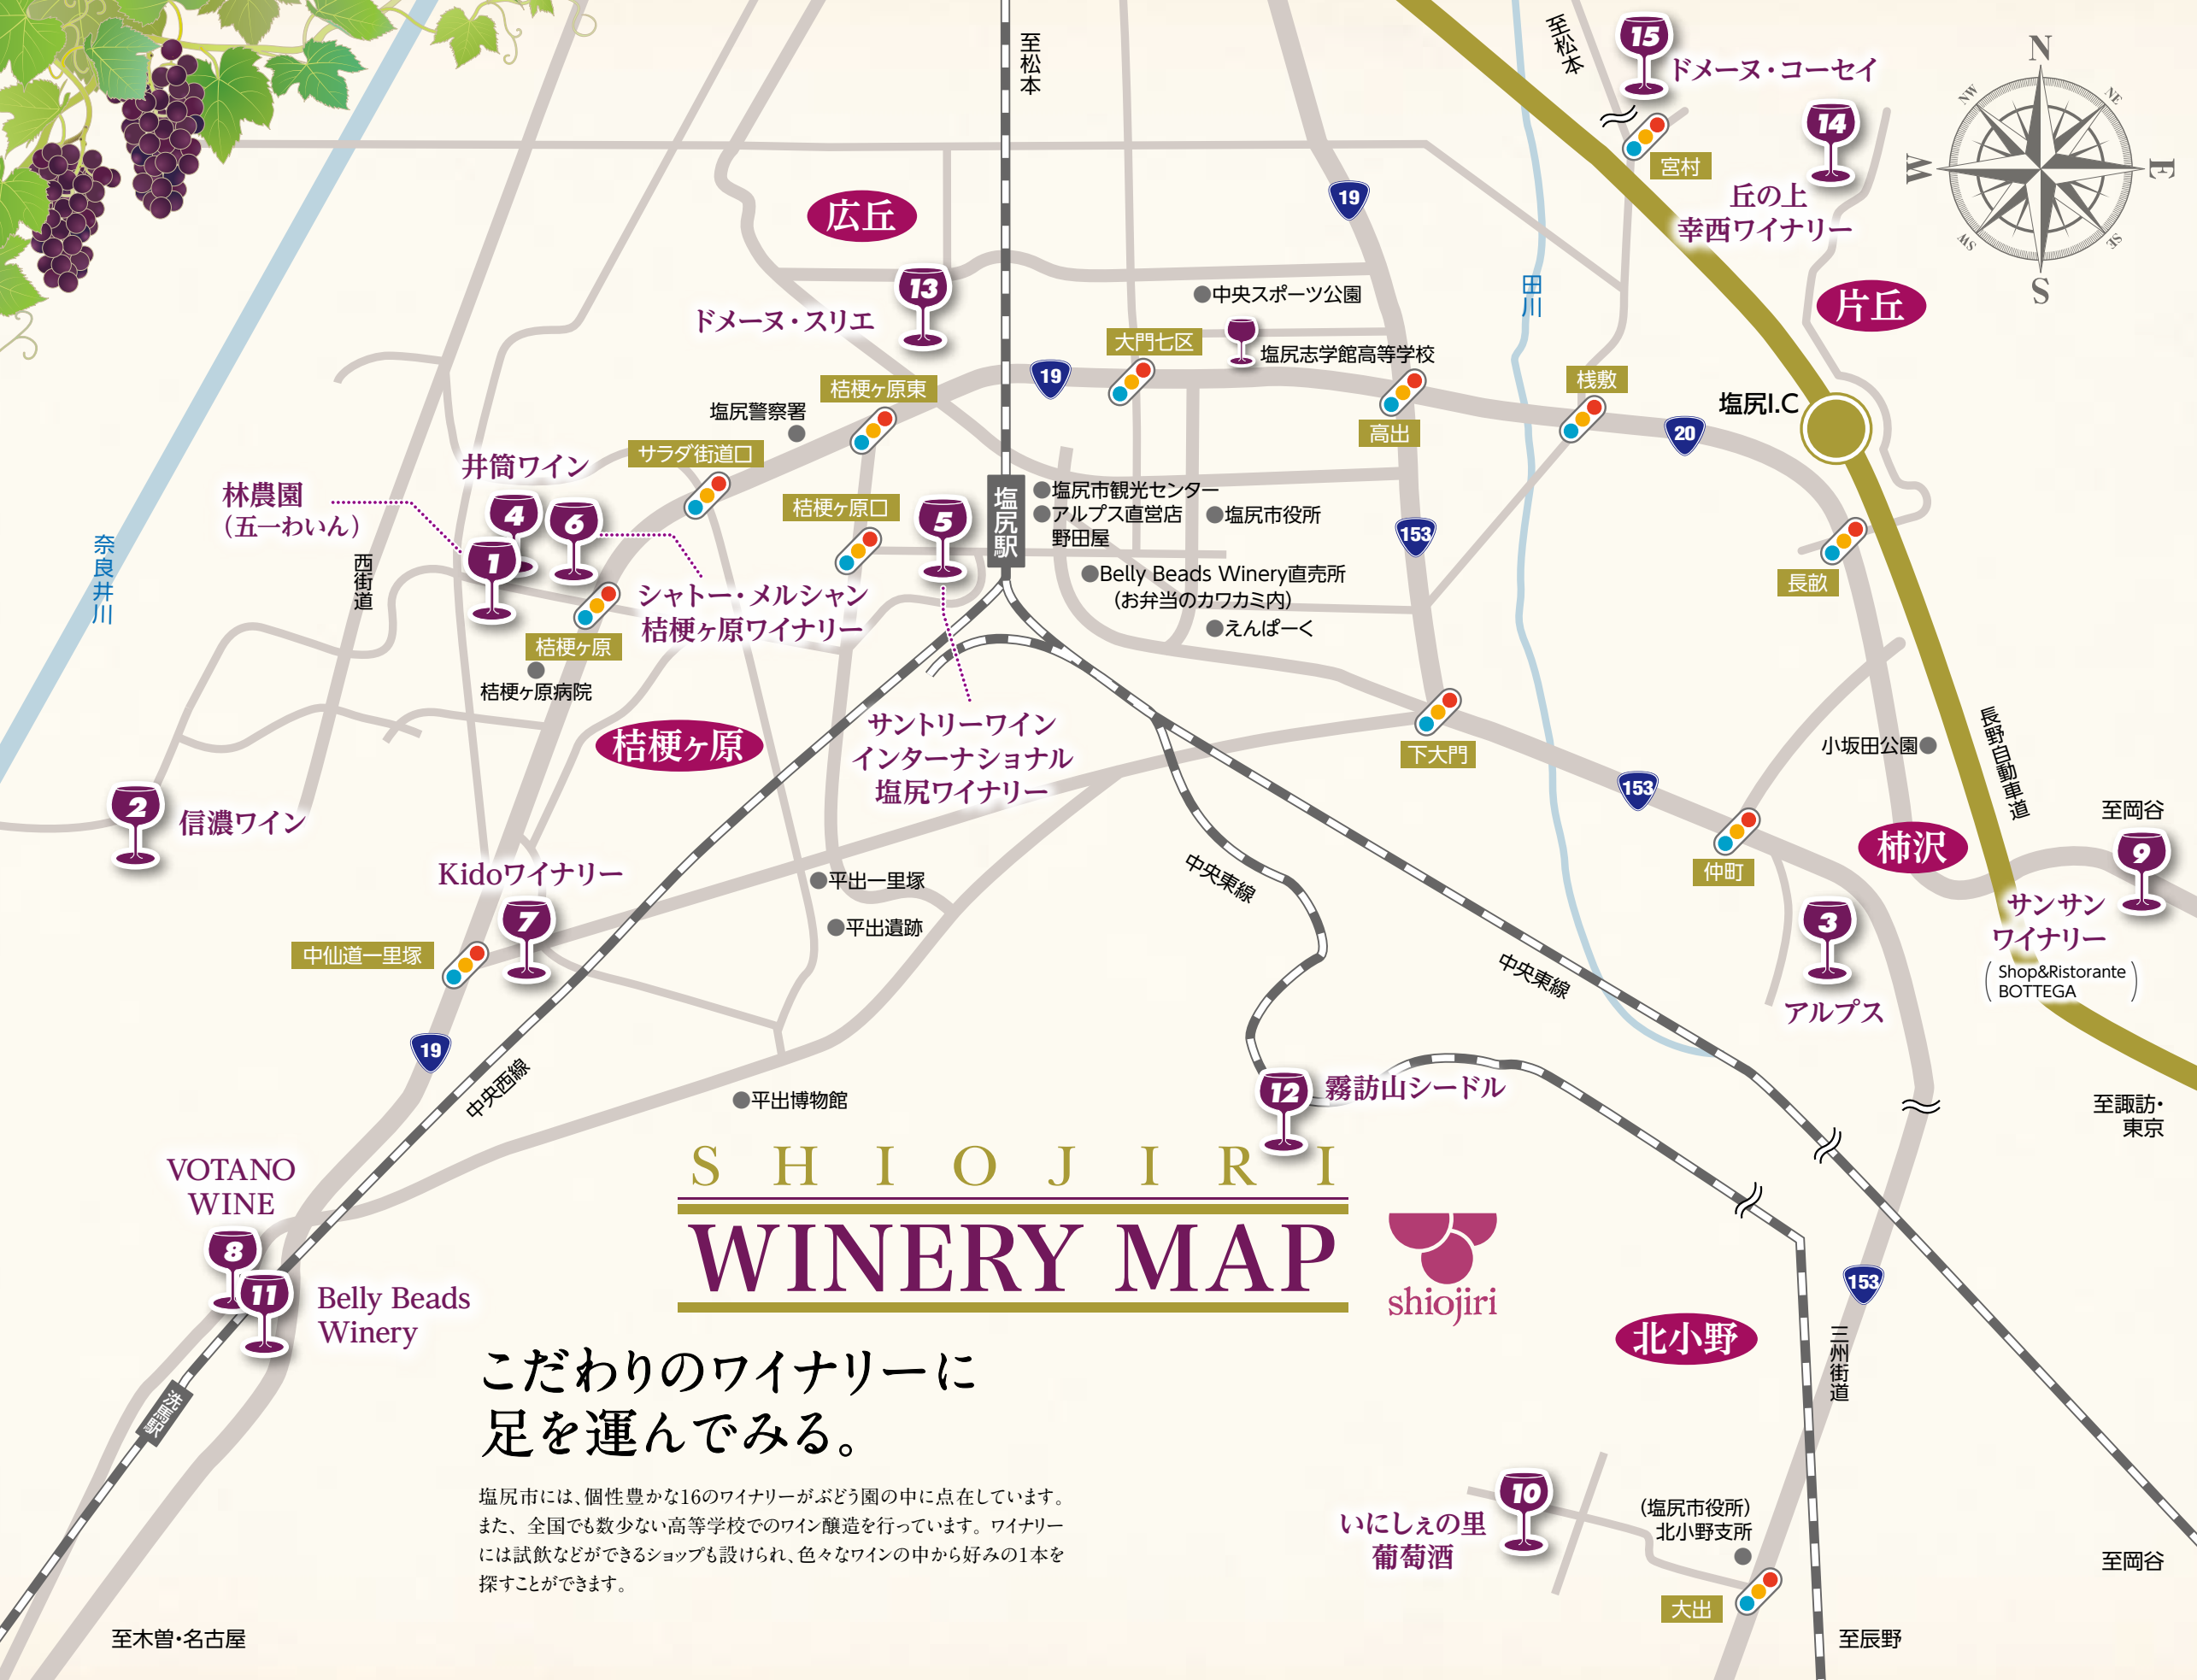 至松本
至松本
15
ドメーヌ・コーセイ
宮村
14
丘の上
幸西ワイナリー
N
NE
E
SE
S
SW
W
NW
広丘
19
片丘
13
ドメーヌ・スリエ
中央スポーツ公園
田川
大門七区
塩尻志学館高等学校
19
桔梗ヶ原東
塩尻警察署
高出
桟敷
20
塩尻I.C
サラダ街道口
井筒ワイン
林農園
(五一わいん)
4
6
1
桔梗ヶ原口
5
塩尻駅
塩尻市観光センター
アルプス直営店
野田屋
塩尻市役所
153
長畝
奈良井川
西街道
シャトー・メルシャン
桔梗ヶ原ワイナリー
桔梗ヶ原
桔梗ヶ原病院
Belly Beads Winery直売所
(お弁当のカワカミ内)
えんぱーく
桔梗ヶ原
サントリーワイン
インターナショナル
塩尻ワイナリー
下大門
153
小坂田公園
長野自動車道
至岡谷
2
信濃ワイン
柿沢
9
サンサン
ワイナリー
(Shop&Ristorante
BOTTEGA)
仲町
3
アルプス
Kidoワイナリー
7
中仙道一里塚
平出一里塚
平出遺跡
中央東線
中央東線
19
中央西線
平出博物館
12
霧訪山シードル
至諏訪・
東京
VOTANO
WINE
8
11
Belly Beads
Winery
洗馬駅
SHIOJIRI
WINERY MAP
shiojiri
153
北小野
三州街道
こだわりのワイナリーに
足を運んでみる。
塩尻市には、個性豊かな16のワイナリーがぶどう園の中に点在しています。
また、全国でも数少ない高等学校でのワイン醸造を行っています。ワイナリー
には試飲などができるショップも設けられ、色々なワインの中から好みの1本を
探すことができます。
いにしぇの里
葡萄酒
10
(塩尻市役所)
北小野支所
大出
至岡谷
至木曽・名古屋
至辰野